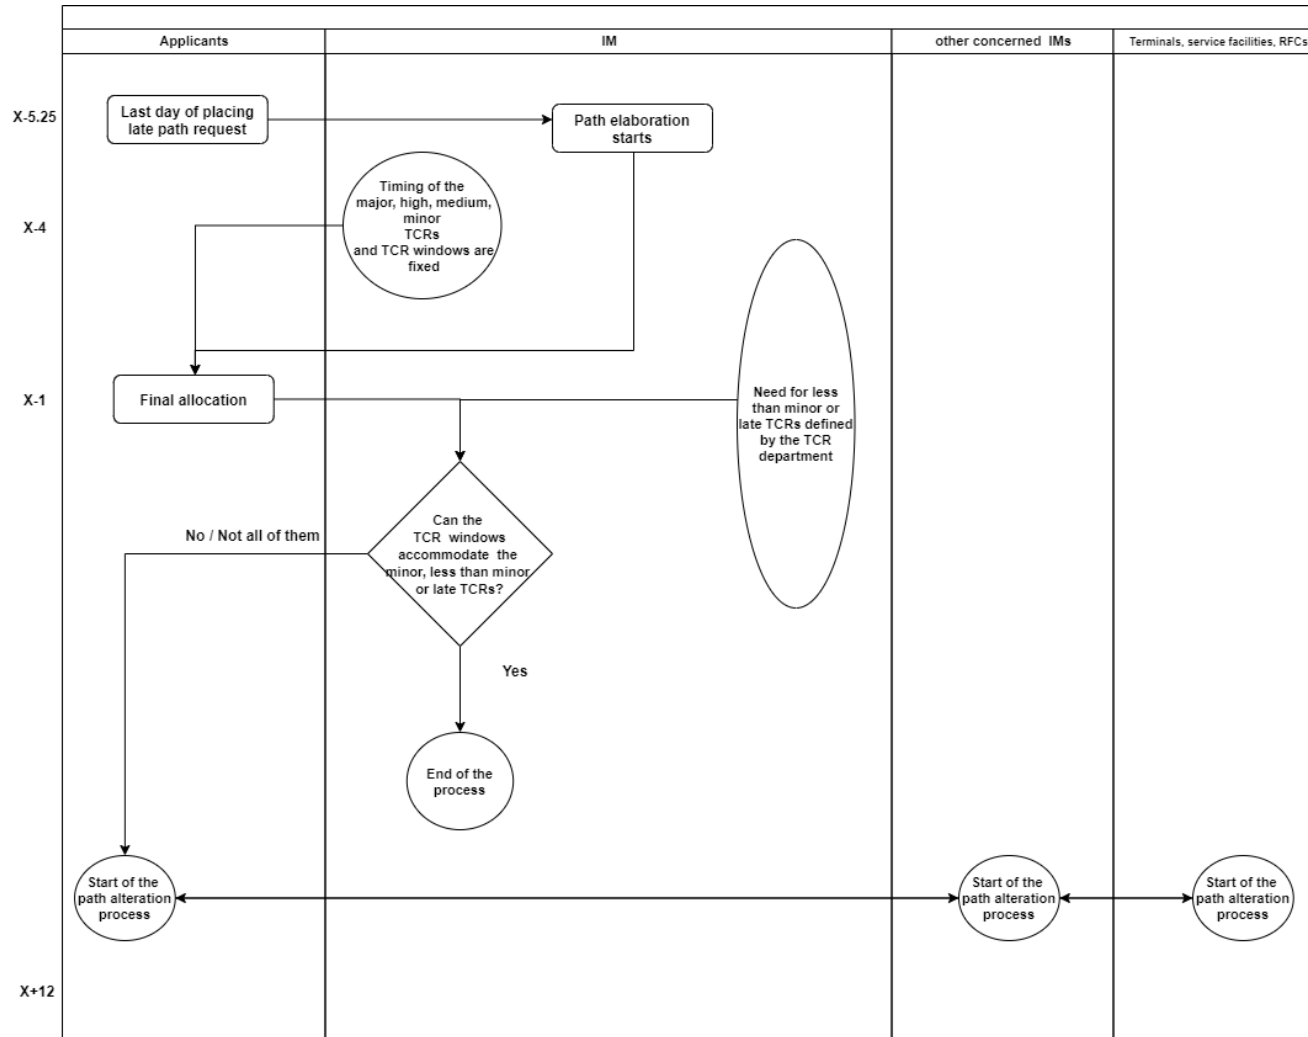 Applicants
IM
other concerned  IMs
Terminals, service facilities, RFCs
X-5.25
Last day of placing
late path request
Path elaboration
starts
X-4
Timing of the
major, high, medium,
minor
TCRs
and TCR windows are
fixed
X-1
Final allocation
Need for less
than minor or
late TCRs defined
by the TCR
department
No / Not all of them
Can the
TCR  windows
accommodate  the
minor, less than minor
or late TCRs?
Yes
End of the
process
Start of the
path alteration
process
Start of the
path alteration
process
Start of the
path alteration
process
X+12